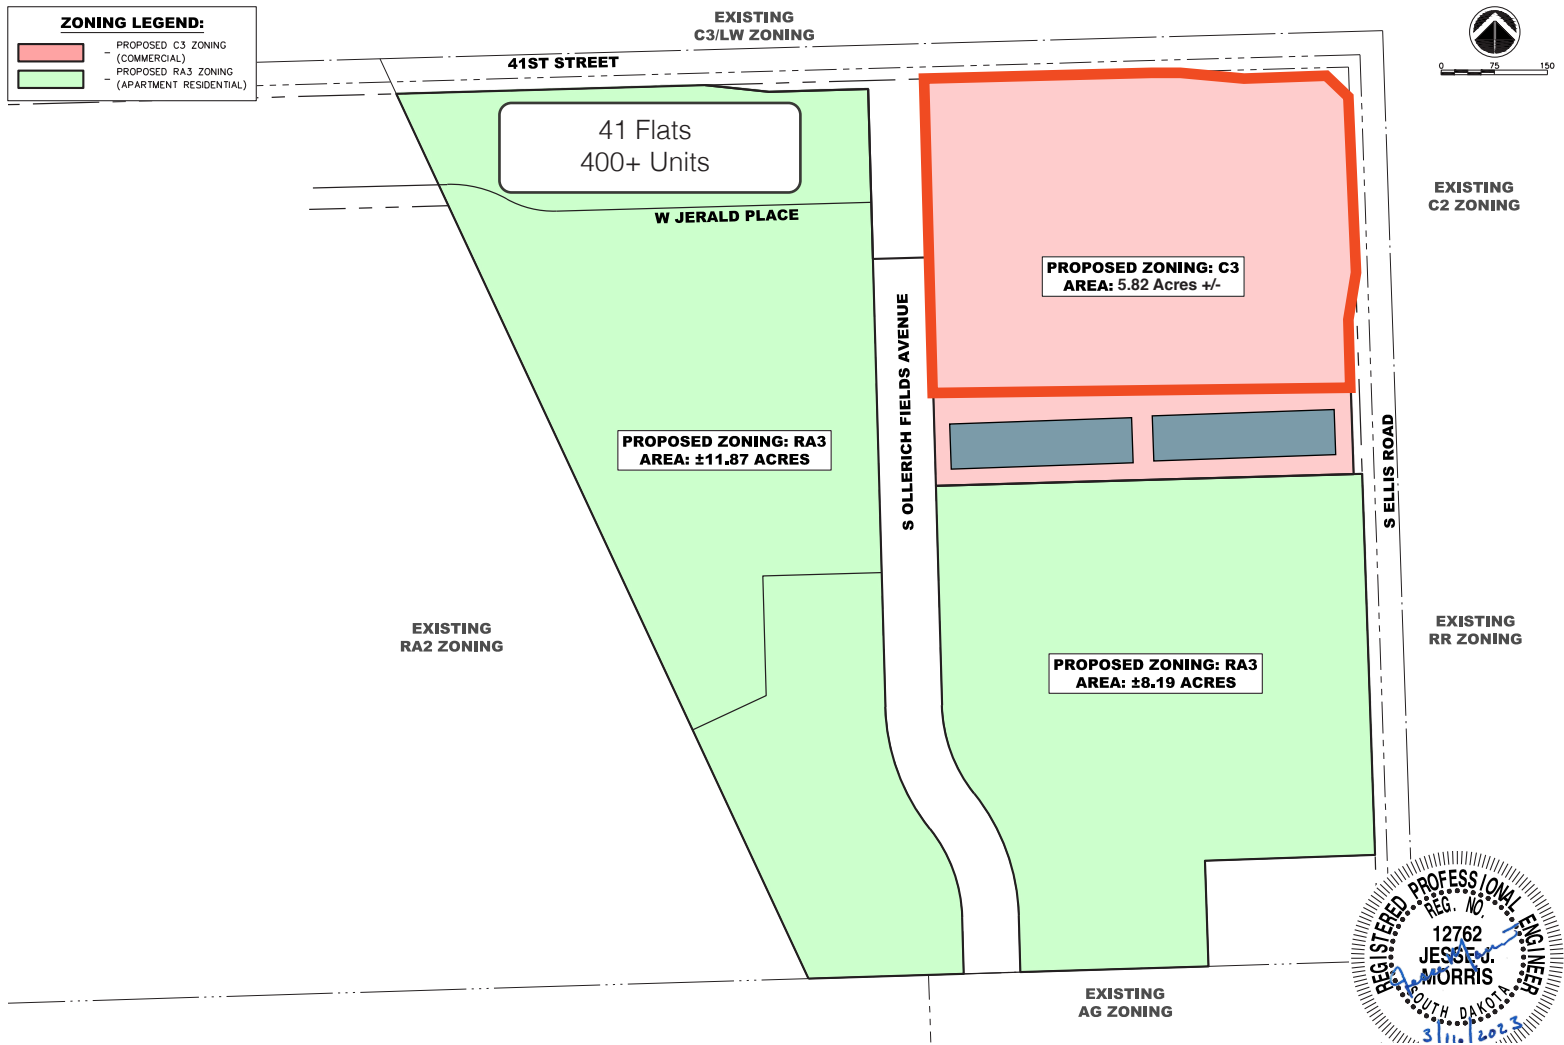 ZONING LEGEND:
- PROPOSED C3 ZONING
(COMMERCIAL)
- PROPOSED RA3 ZONING
(APARTMENT RESIDENTIAL)
EXISTING
C3/LW ZONING
0 75 150
41ST STREET
41 Flats
400+ Units
W JERALD PLACE
EXISTING
C2 ZONING
PROPOSED ZONING: C3
AREA: 5.82 Acres +/-
S OLLERICH FIELDS AVENUE
PROPOSED ZONING: RA3
AREA: ±11.87 ACRES
S ELLIS ROAD
EXISTING
RA2 ZONING
EXISTING
RR ZONING
PROPOSED ZONING: RA3
AREA: ±8.19 ACRES
EXISTING
AG ZONING
REGISTERED PROFESSIONAL ENGINEER
REG. NO.
12762
JESSE J.
MORRIS
SOUTH DAKOTA